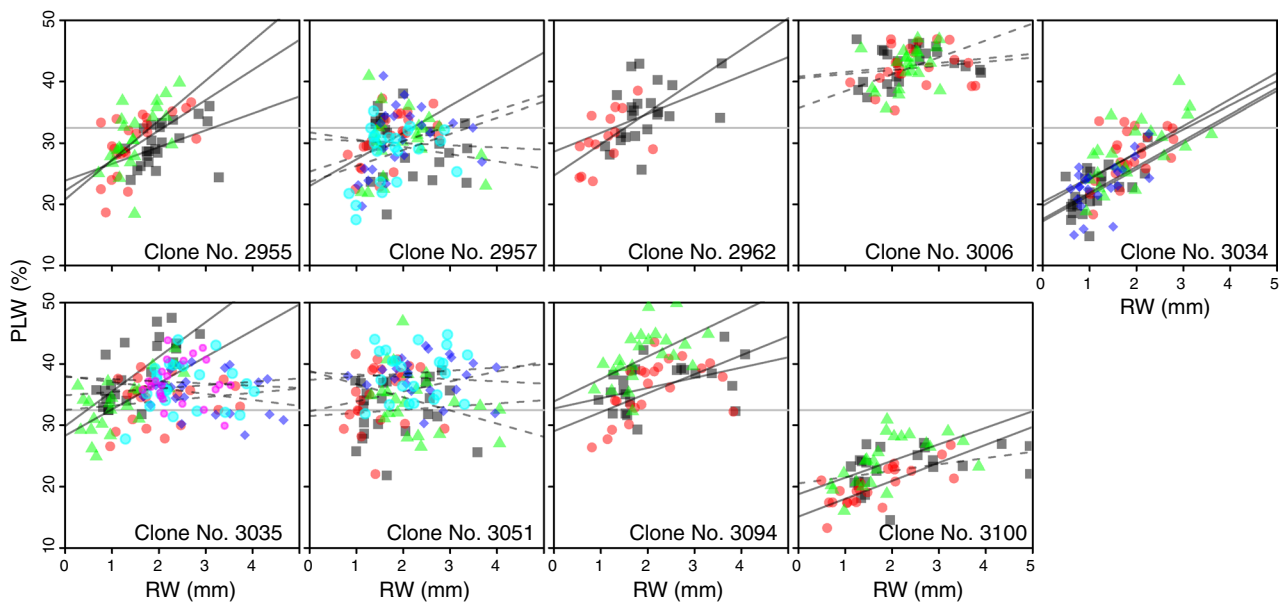 50
40
30
20
10
Clone No. 2955
Clone No. 2957
Clone No. 2962
Clone No. 3006
Clone No. 3034
0 1 2 3 4 5
RW (mm)
PLW (%)
50
40
30
20
10
Clone No. 3035
Clone No. 3051
Clone No. 3094
Clone No. 3100
0 1 2 3 4 0 1 2 3 4 0 1 2 3 4 0 1 2 3 4 5
RW (mm) RW (mm) RW (mm) RW (mm)